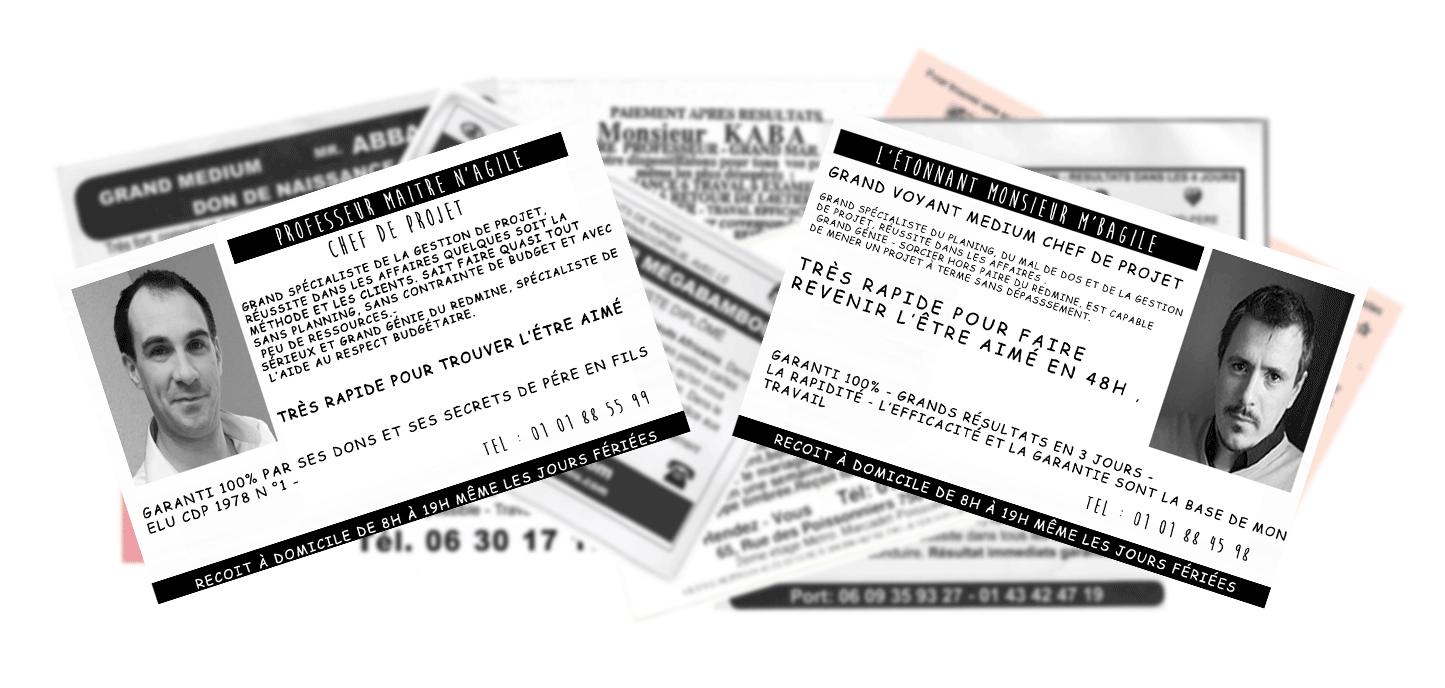 GRAND MEDIUM
MR. ABBA
DON DE NAISSANCE
PAIEMENT APRES RESULTATS
Monsieur KABA
PROFESSEUR MAITRE N'AGILE
CHEF DE PROJET
GRAND SPÉCIALISTE DE LA GESTION DE PROJET,
RÉUSSITE DANS LES AFFAIRES QUELQUES SOIT LA
MÉTHODE ET LES CLIENTS. SAIT FAIRE QUASI TOUT
SANS PLANNING, SANS CONTRAINTE DE BUDGET ET AVEC
PEU DE RESSOURCES..
SÉRIEUX ET GRAND GÉNIE DU REDMINE, SPÉCIALISTE DE
L'AIDE AU RESPECT BUDGÉTAIRE.
TRÈS RAPIDE POUR TROUVER L'ÉTRE AIMÉ
GARANTI 100% PAR SES DONS ET SES SECRETS DE PÉRE EN FILS
ELU CDP 1978 N °1 -
TEL : 01 01 88 55 99
RECOIT À DOMICILE DE 8H À 19H MÊME LES JOURS FÉRIÉES
L'ÉTONNANT MONSIEUR M'BAGILE
GRAND VOYANT MEDIUM CHEF DE PROJET
GRAND SPÉCIALISTE DU PLANING, DU MAL DE DOS ET DE LA GESTION
DE PROJET, RÉUSSITE DANS LES AFFAIRES .
GRAND GÉNIE - SORCIER HORS PAIRE DU REDMINE, EST CAPABLE
DE MENER UN PROJET À TERME SANS DÉPASSSEMENT.
TRÈS RAPIDE POUR FAIRE
REVENIR L'ÊTRE AIMÉ EN 48H .
GARANTI 100% - GRANDS RÉSULTATS EN 3 JOURS -
LA RAPIDITÉ - L'EFFICACITÉ ET LA GARANTIE SONT LA BASE DE MON
TRAVAIL
TEL : 01 01 88 45 98
RECOIT À DOMICILE DE 8H À 19H MÊME LES JOURS FÉRIÉES
Tél. 06 30 17
Rendez - Vous
65, Rue des Poissonniers
Port: 06 09 35 93 27 - 01 43 42 47 19